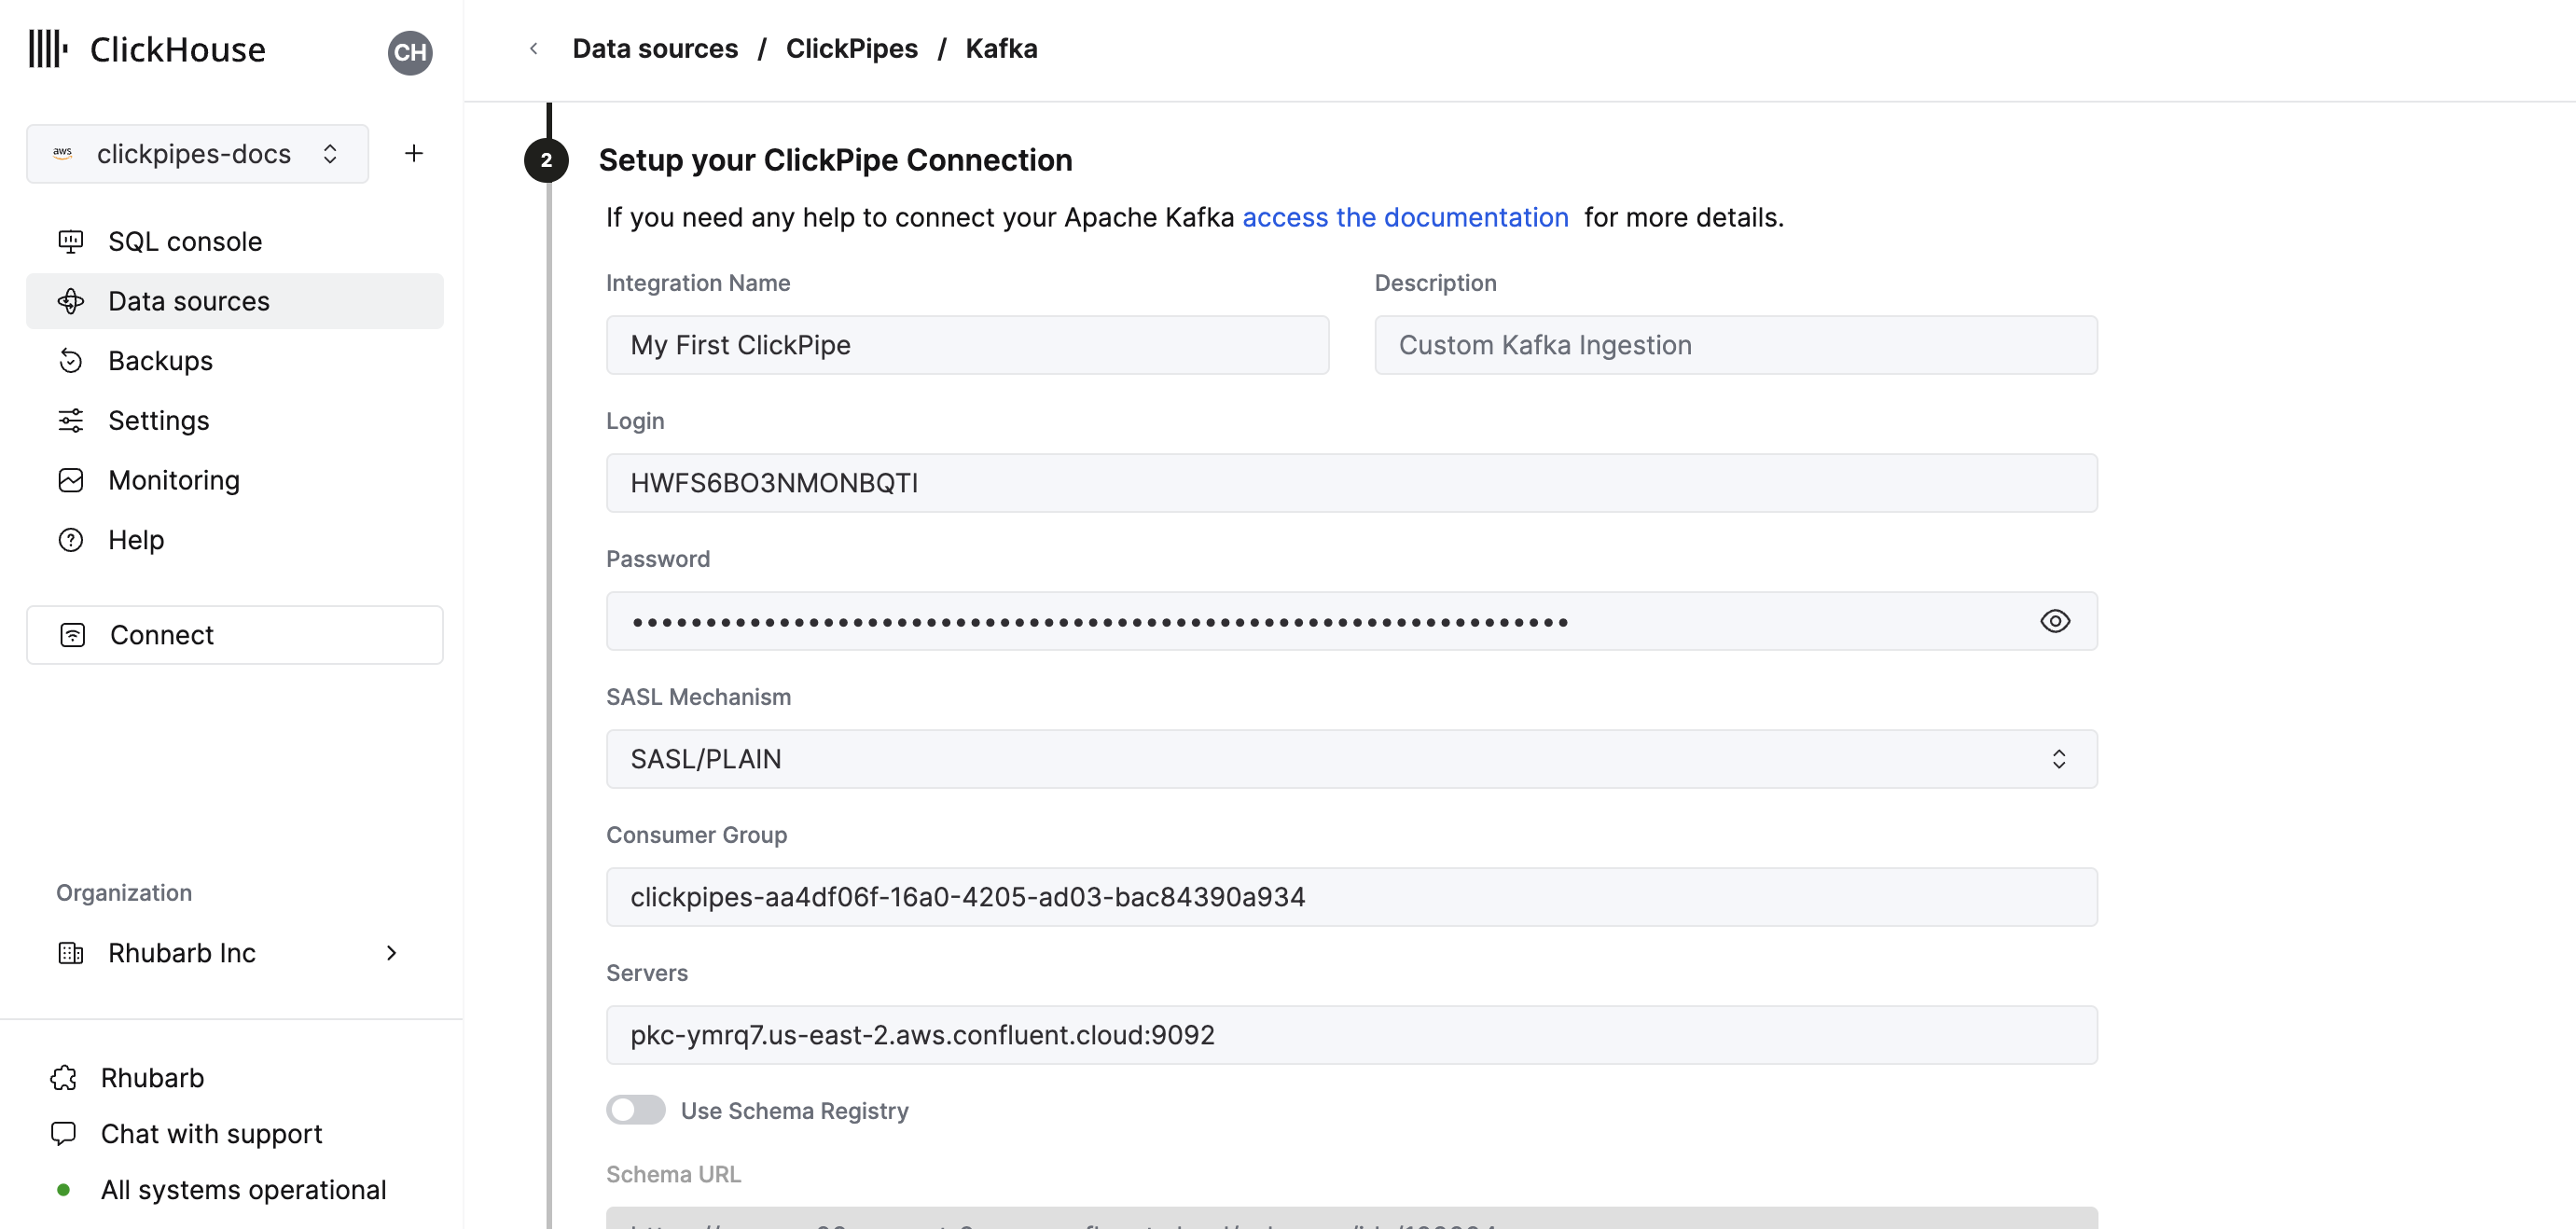 ClickHouse
CH
aws
clickpipes-docs
SQL console
Data sources
Backups
Settings
Monitoring
Help
Connect
Organization
Rhubarb Inc
Rhubarb
Chat with support
All systems operational
Data sources / ClickPipes / Kafka
2
Setup your ClickPipe Connection
If you need any help to connect your Apache Kafka access the documentation for more details.
Integration Name
My First ClickPipe
Description
Custom Kafka Ingestion
Login
HWFS6BO3NMONBQTI
Password
SASL Mechanism
SASL/PLAIN
Consumer Group
clickpipes-aa4df06f-16a0-4205-ad03-bac84390a934
Servers
pkc-ymrq7.us-east-2.aws.confluent.cloud:9092
Use Schema Registry
Schema URL